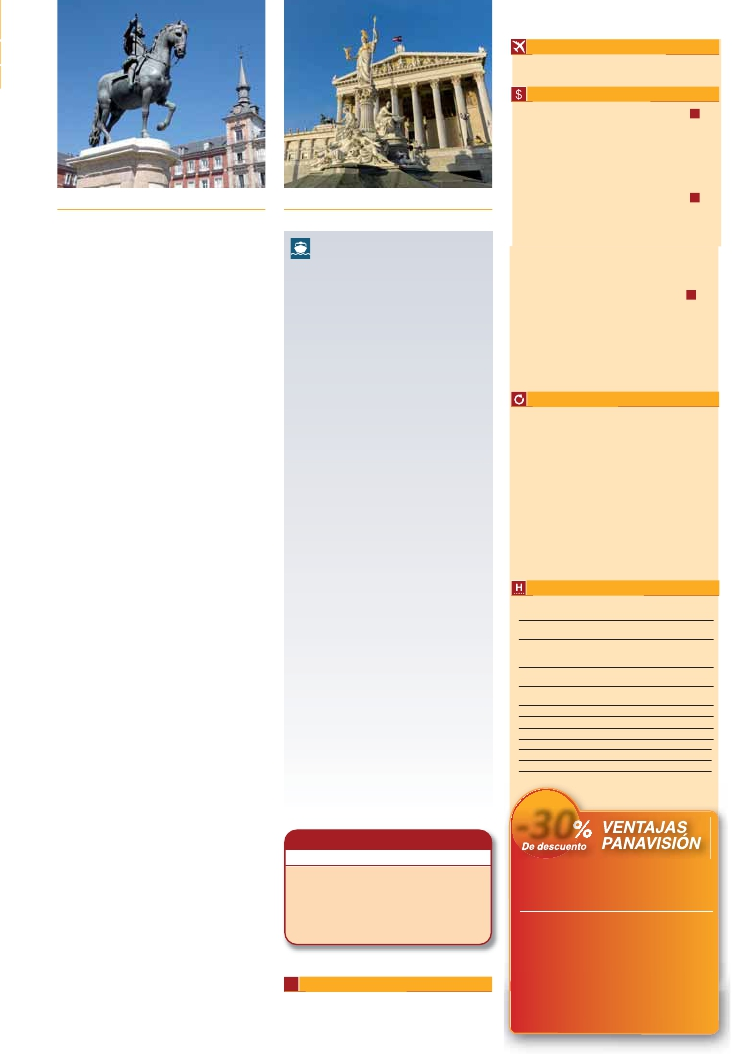 $
H
-30%
De descuento
VENTAJAS
PANAVISIÓN